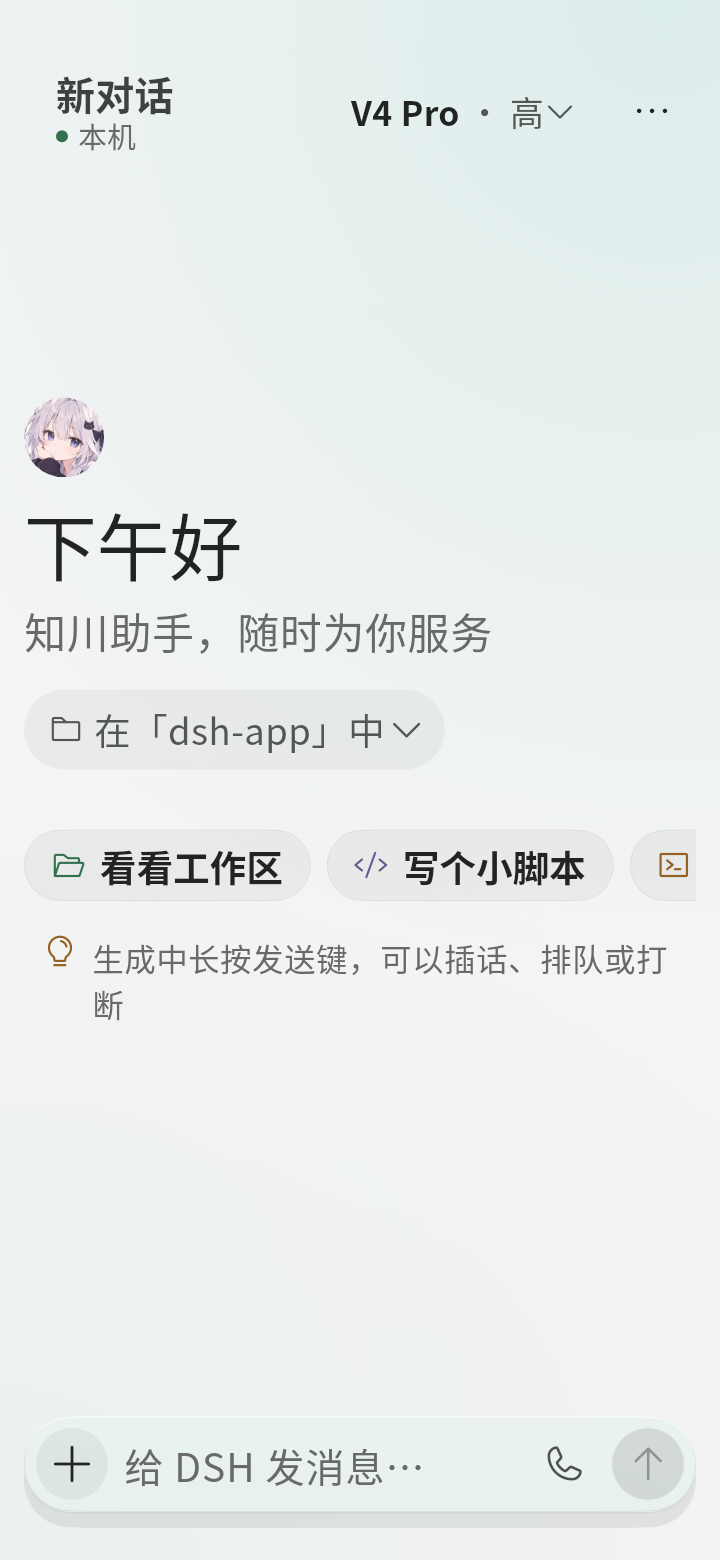 新对话
本机
V4 Pro · 高
下午好
知川助手，随时为你服务
在「dsh-app」中
看看工作区
写个小脚本
生成中长按发送键，可以插话、排队或打
断
给 DSH 发消息…